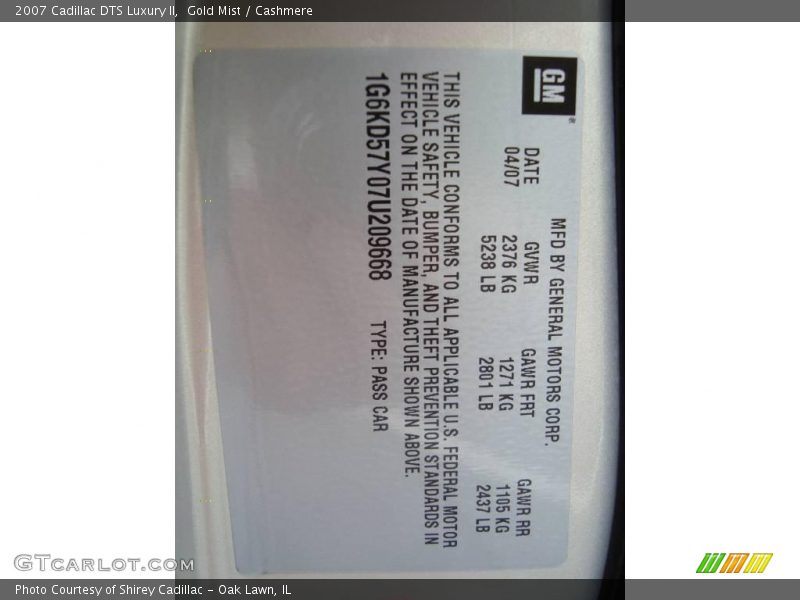 2007 Cadillac DTS Luxury II, Gold Mist / Cashmere
GM®
MFD BY GENERAL MOTORS CORP.
DATE GVWR GAWR FRT GAWR RR
04/07 2376 KG 1271 KG 1105 KG
5238 LB 2801 LB 2437 LB
THIS VEHICLE CONFORMS TO ALL APPLICABLE U.S. FEDERAL MOTOR
VEHICLE SAFETY, BUMPER, AND THEFT PREVENTION STANDARDS IN
EFFECT ON THE DATE OF MANUFACTURE SHOWN ABOVE.
1G6KD57Y07U209668 TYPE: PASS CAR
GTCarLot.com
Photo Courtesy of Shirey Cadillac - Oak Lawn, IL